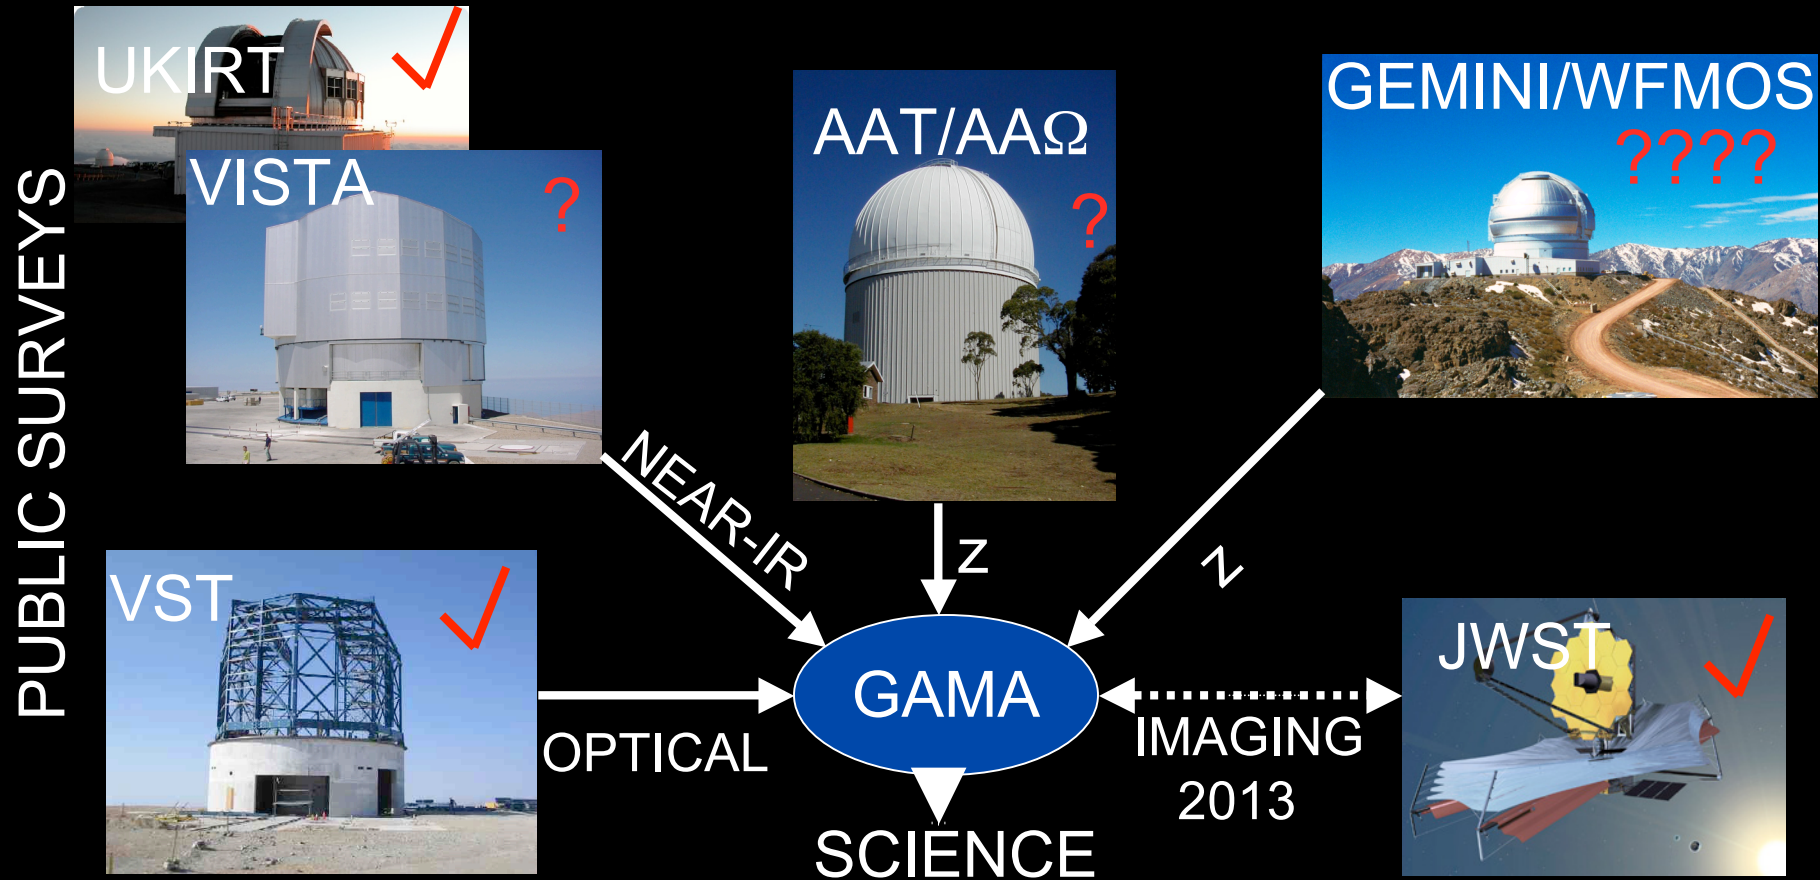 PUBLIC SURVEYS
UKIRT
VISTA
?
AAT/AAΩ
?
GEMINI/WFMOS
????
NEAR-IR
z
z
VST
OPTICAL
GAMA
IMAGING
2013
JWST
SCIENCE